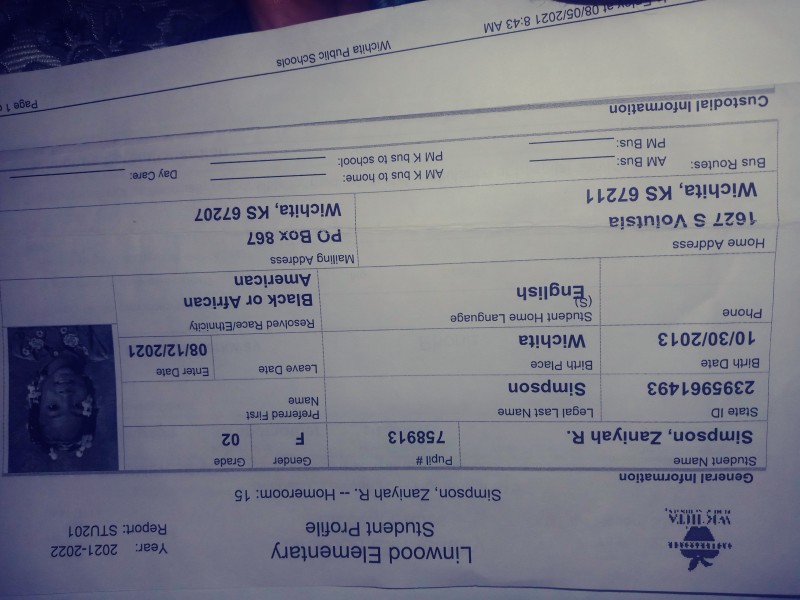 Linwood Elementary
Student Profile
Year: 2021-2022
Report: STU201
WICHITA
Simpson, Zaniyah R. -- Homeroom: 15
General Information
Student Name
Simpson, Zaniyah R.
Pupil #
758913
Gender
F
Grade
02
State ID
2395961493
Legal Last Name
Simpson
Preferred First
Name
Birth Date
10/30/2013
Birth Place
Wichita
Leave Date
Enter Date
08/12/2021
Phone
Student Home Language
(S)
English
Resolved Race/Ethnicity
Black or African
American
Home Address
1627 S Volutsia
Wichita, KS 67211
Mailing Address
PO Box 867
Wichita, KS 67207
Bus Routes:
AM Bus:
PM Bus:
AM K bus to home:
PM K bus to school:
Day Care:
Custodial Information
Wichita Public Schools
Page 1
at 08/05/2021 8:43 AM